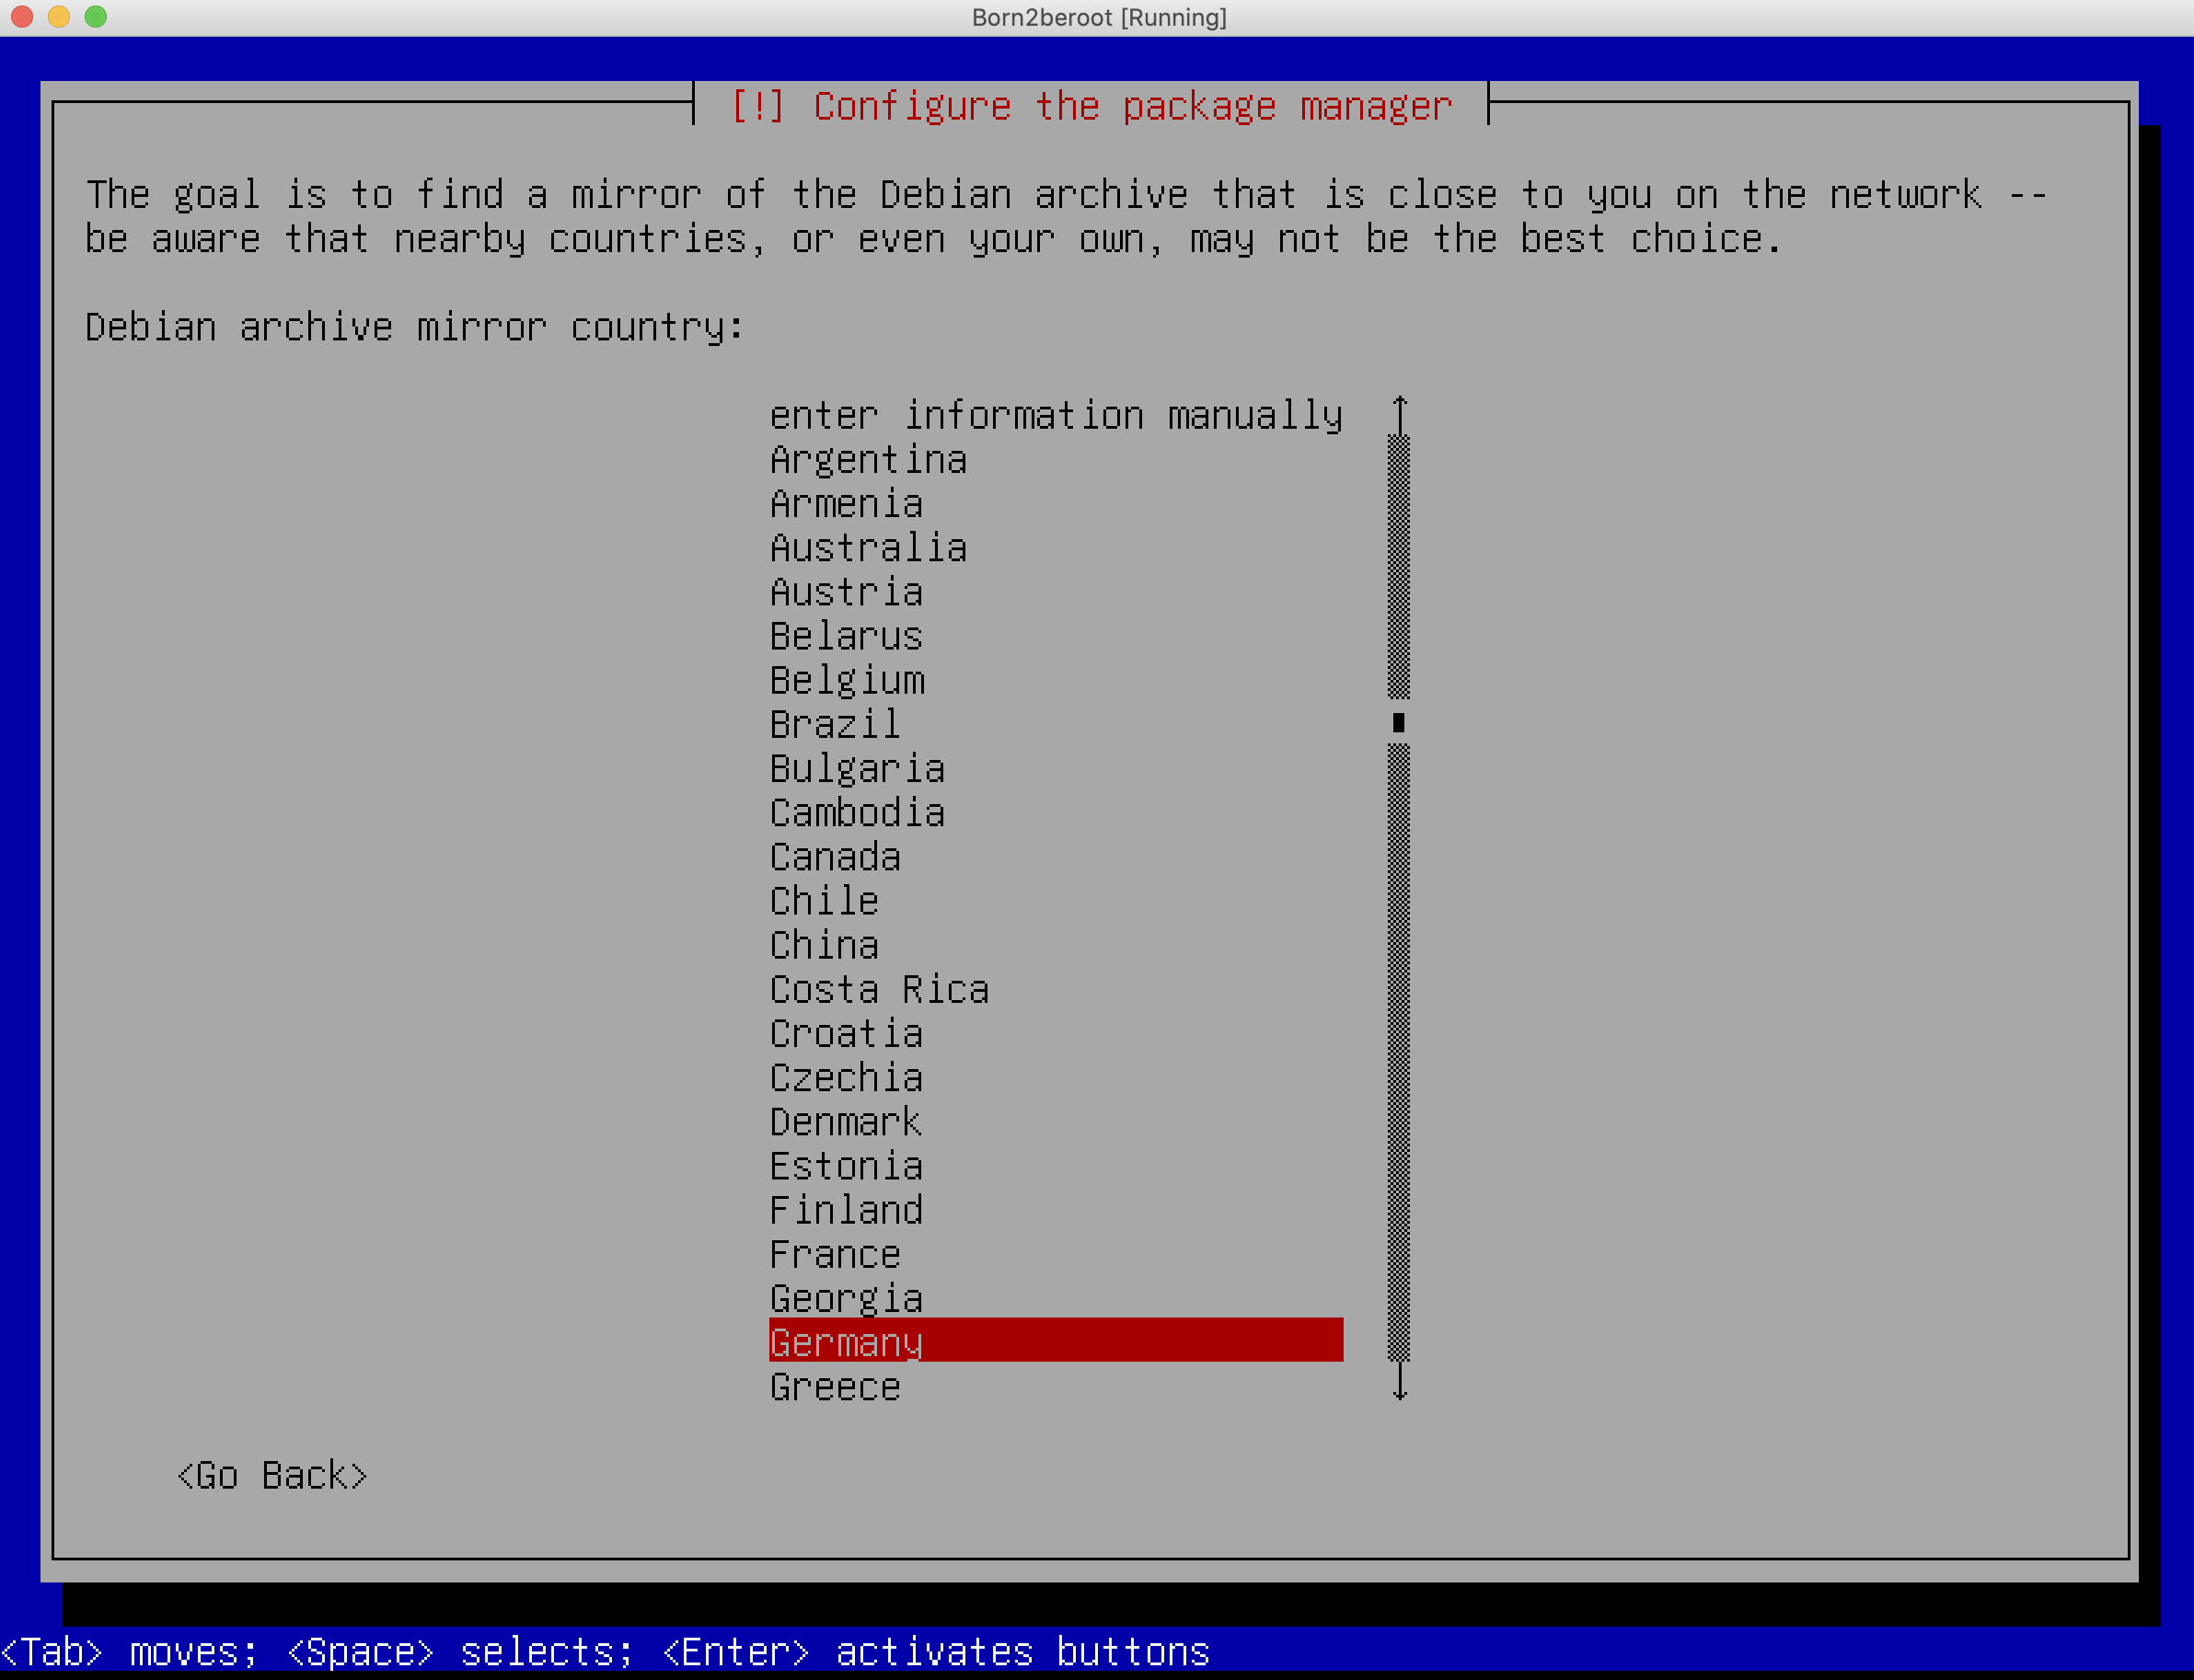 Born2beroot [Running]
[!] Configure the package manager
The goal is to find a mirror of the Debian archive that is close to you on the network --
be aware that nearby countries, or even your own, may not be the best choice.
Debian archive mirror country:
enter information manually
Argentina
Armenia
Australia
Austria
Belarus
Belgium
Brazil
Bulgaria
Cambodia
Canada
Chile
China
Costa Rica
Croatia
Czechia
Denmark
Estonia
Finland
France
Georgia
Germany
Greece
<Go Back>
<Tab> moves; <Space> selects; <Enter> activates buttons